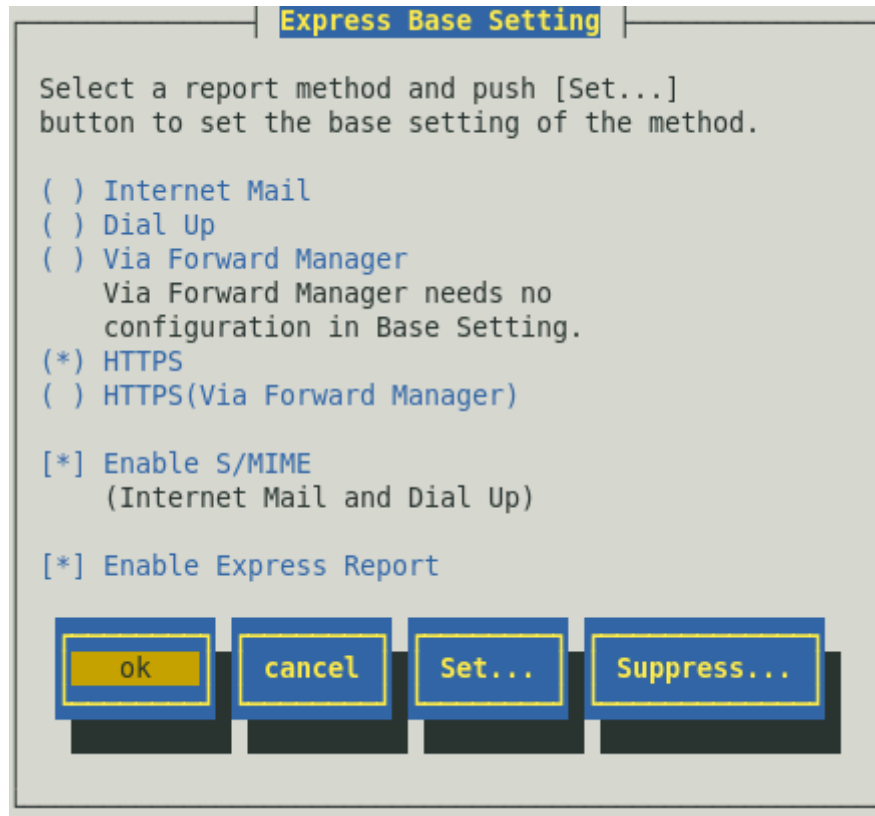 Express Base Setting
Select a report method and push [Set...]
button to set the base setting of the method.
( ) Internet Mail
( ) Dial Up
( ) Via Forward Manager
Via Forward Manager needs no
configuration in Base Setting.
(*) HTTPS
( ) HTTPS(Via Forward Manager)
[*] Enable S/MIME
(Internet Mail and Dial Up)
[*] Enable Express Report
ok cancel Set... Suppress...